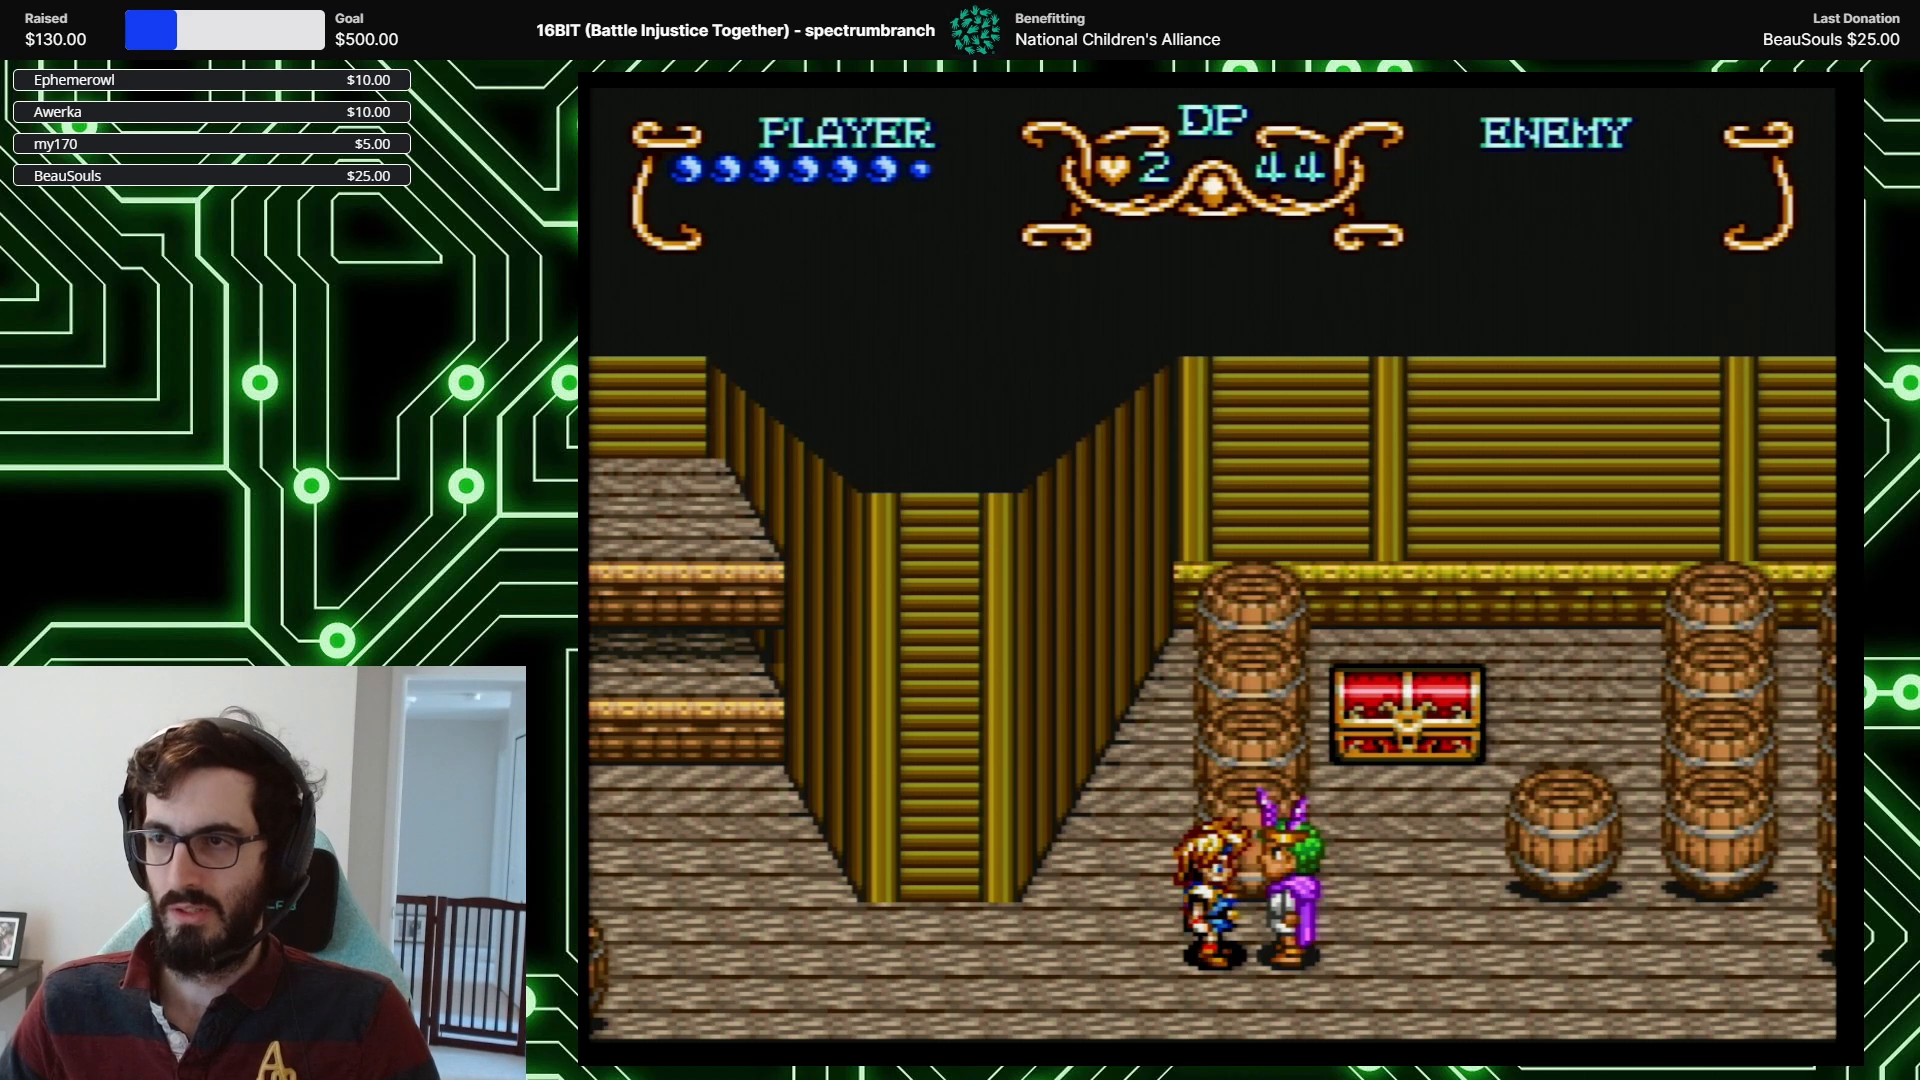 Raised
$130.00
Goal
$500.00
16BIT (Battle Injustice Together) - spectrumbranch
Benefitting
National Children's Alliance
Last Donation
BeauSouls $25.00
Ephemerowl $10.00
Awerka $10.00
my170 $5.00
BeauSouls $25.00
PLAYER
DP
2 44
ENEMY